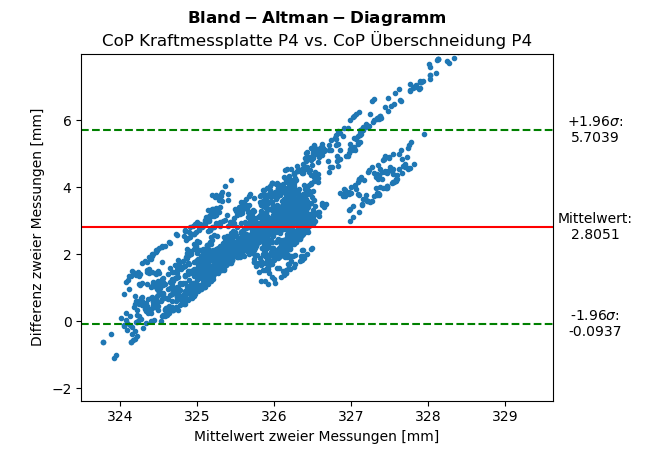 Bland − Altman − Diagramm
CoP Kraftmessplatte P4 vs. CoP Überschneidung P4
Differenz zweier Messungen [mm]
6
4
2
0
−2
324 325 326 327 328 329
Mittelwert zweier Messungen [mm]
+1.96σ:
5.7039
Mittelwert:
2.8051
-1.96σ:
-0.0937